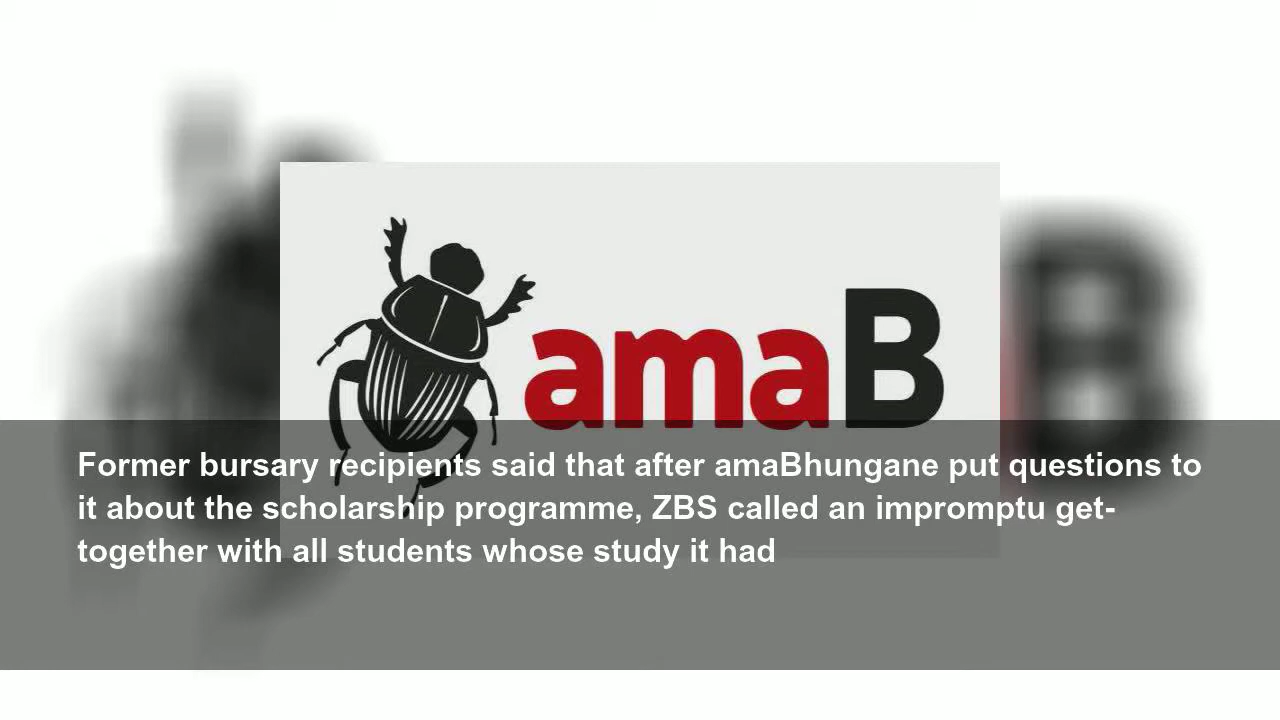 amaB
B
Former bursary recipients said that after amaBhungane put questions to
it about the scholarship programme, ZBS called an impromptu get-
together with all students whose study it had